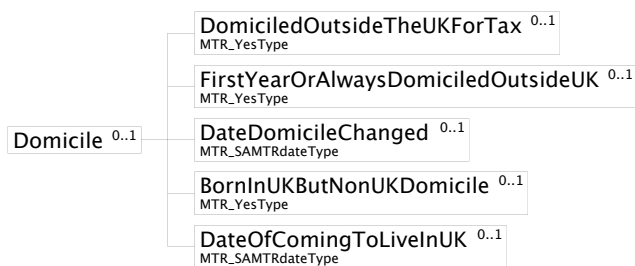 DomiciledOutsideTheUKForTax 0..1
MTR_YesType
FirstYearOrAlwaysDomiciledOutsideUK 0..1
MTR_YesType
Domicile 0..1
DateDomicileChanged 0..1
MTR_SAMTRdateType
BornInUKButNonUKDomicile 0..1
MTR_YesType
DateOfComingToLiveInUK 0..1
MTR_SAMTRdateType